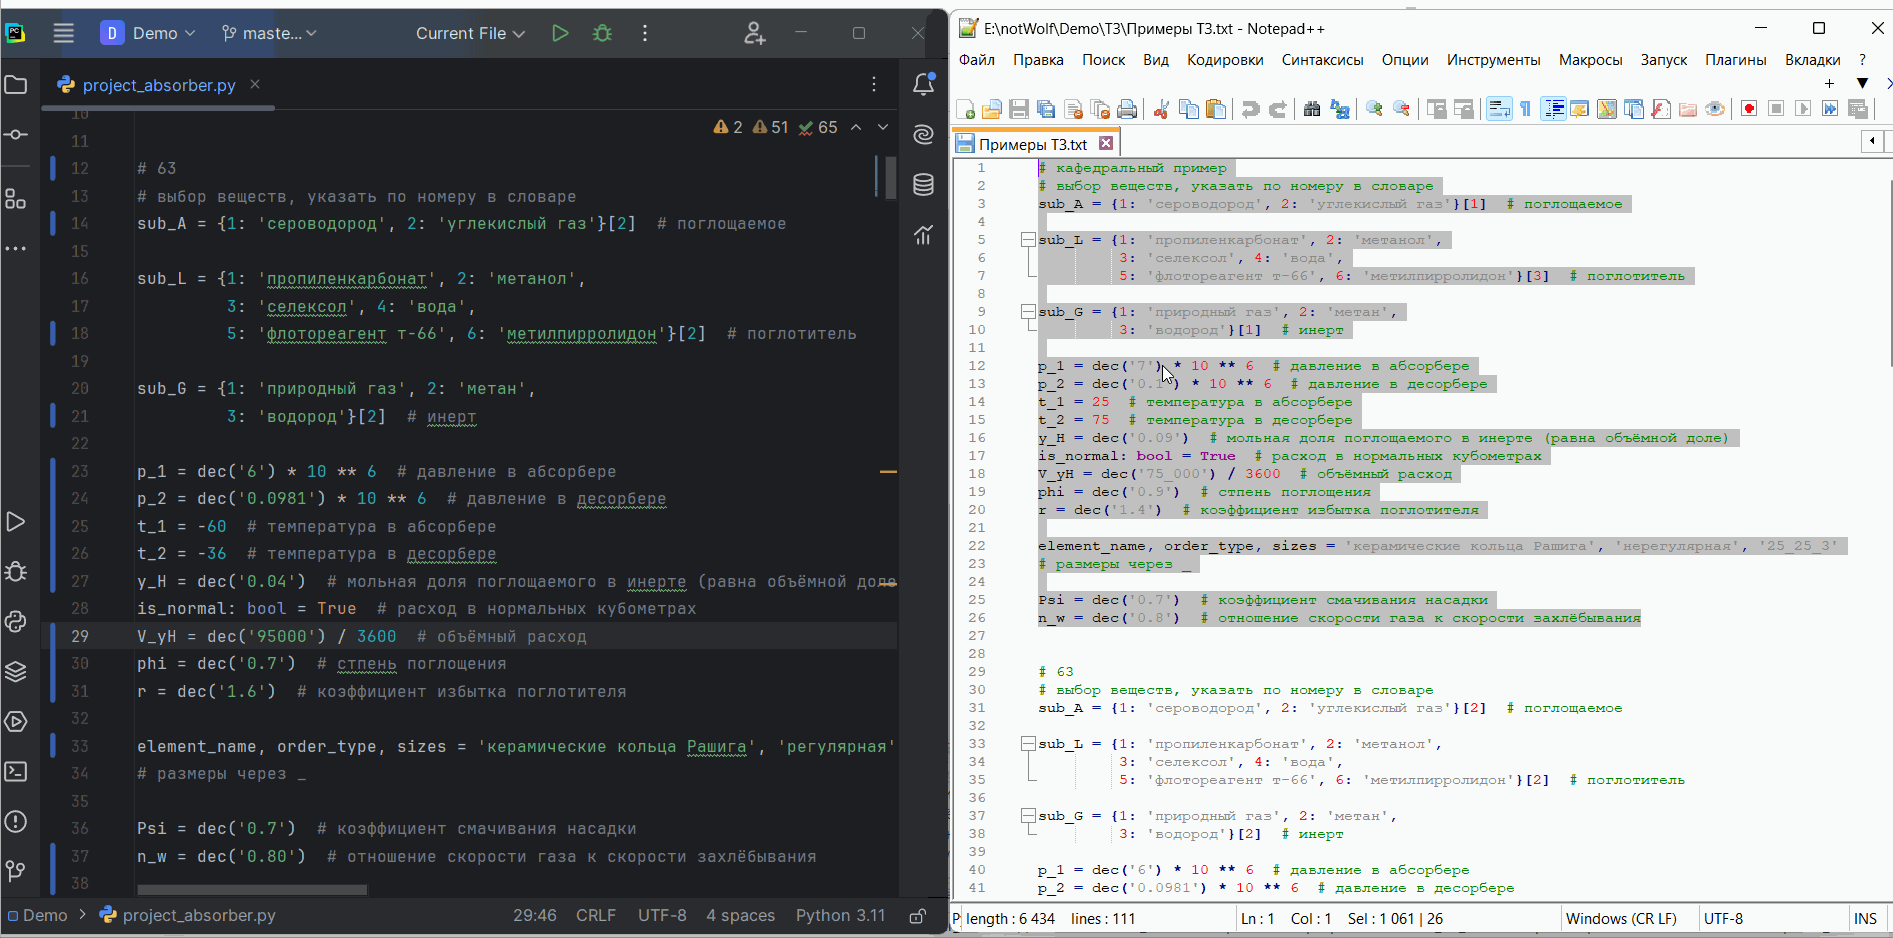 D Demo
maste...
Current File
project_absorber.py
2 51 65
10
11
12 # 63
13 # выбор веществ, указать по номеру в словаре
14 sub_A = {1: 'сероводород', 2: 'углекислый газ'}[2]  # поглощаемое
15
16 sub_L = {1: 'пропиленкарбонат', 2: 'метанол',
17 3: 'селексол', 4: 'вода',
18 5: 'флотореагент т-66', 6: 'метилпирролидон'}[2]  # поглотитель
19
20 sub_G = {1: 'природный газ', 2: 'метан',
21 3: 'водород'}[2]  # инерт
22
23 p_1 = dec('6') * 10 ** 6  # давление в абсорбере
24 p_2 = dec('0.0981') * 10 ** 6  # давление в десорбере
25 t_1 = -60  # температура в абсорбере
26 t_2 = -36  # температура в десорбере
27 y_H = dec('0.04')  # мольная доля поглощаемого в инерте (равна объёмной доле
28 is_normal: bool = True  # расход в нормальных кубометрах
29 V_yH = dec('95000') / 3600  # объёмный расход
30 phi = dec('0.7')  # стпень поглощения
31 r = dec('1.6')  # коэффициент избытка поглотителя
32
33 element_name, order_type, sizes = 'керамические кольца Рашига', 'регулярная'
34 # размеры через _
35
36 Psi = dec('0.7')  # коэффициент смачивания насадки
37 n_w = dec('0.80')  # отношение скорости газа к скорости захлёбывания
38
Demo > project_absorber.py
29:46 CRLF UTF-8 4 spaces Python 3.11
E:\notWolf\Demo\ТЗ\Примеры ТЗ.txt - Notepad++
Файл Правка Поиск Вид Кодировки Синтаксисы Опции Инструменты Макросы Запуск Плагины Вкладки ?
Примеры ТЗ.txt
1 # кафедральный пример
2 # выбор веществ, указать по номеру в словаре
3 sub_A = {1: 'сероводород', 2: 'углекислый газ'}[1]  # поглощаемое
4
5 sub_L = {1: 'пропиленкарбонат', 2: 'метанол',
6 3: 'селексол', 4: 'вода',
7 5: 'флотореагент т-66', 6: 'метилпирролидон'}[3]  # поглотитель
8
9 sub_G = {1: 'природный газ', 2: 'метан',
10 3: 'водород'}[1]  # инерт
11
12 p_1 = dec('7') * 10 ** 6  # давление в абсорбере
13 p_2 = dec('0.1') * 10 ** 6  # давление в десорбере
14 t_1 = 25  # температура в абсорбере
15 t_2 = 75  # температура в десорбере
16 y_H = dec('0.09')  # мольная доля поглощаемого в инерте (равна объёмной доле)
17 is_normal: bool = True  # расход в нормальных кубометрах
18 V_yH = dec('75_000') / 3600  # объёмный расход
19 phi = dec('0.9')  # стпень поглощения
20 r = dec('1.4')  # коэффициент избытка поглотителя
21
22 element_name, order_type, sizes = 'керамические кольца Рашига', 'нерегулярная', '25_25_3'
23 # размеры через _
24
25 Psi = dec('0.7')  # коэффициент смачивания насадки
26 n_w = dec('0.8')  # отношение скорости газа к скорости захлёбывания
27
28
29 # 63
30 # выбор веществ, указать по номеру в словаре
31 sub_A = {1: 'сероводород', 2: 'углекислый газ'}[2]  # поглощаемое
32
33 sub_L = {1: 'пропиленкарбонат', 2: 'метанол',
34 3: 'селексол', 4: 'вода',
35 5: 'флотореагент т-66', 6: 'метилпирролидон'}[2]  # поглотитель
36
37 sub_G = {1: 'природный газ', 2: 'метан',
38 3: 'водород'}[2]  # инерт
39
40 p_1 = dec('6') * 10 ** 6  # давление в абсорбере
41 p_2 = dec('0.0981') * 10 ** 6  # давление в десорбере
length : 6 434 lines : 111 Ln : 1 Col : 1 Sel : 1 061 | 26 Windows (CR LF) UTF-8 INS